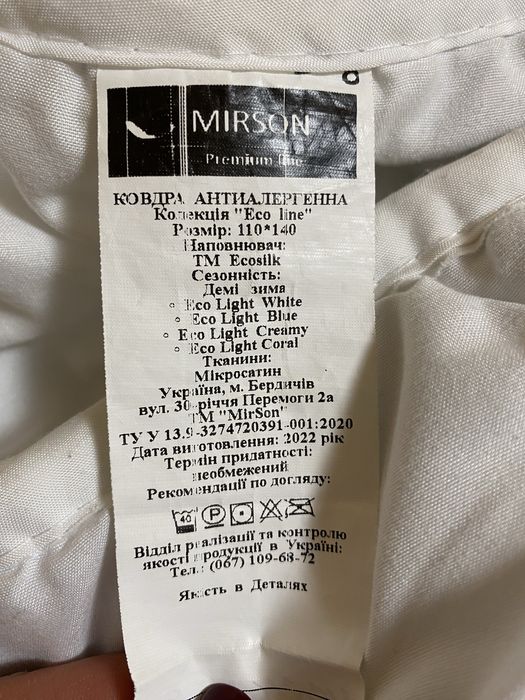 MIRSON
Premium line
КОВДРА АНТИАЛЕРГЕННА
Колекція "Eco line"
Розмір: 110*140
Наповнювач:
ТМ Ecosilk
Сезонність:
Демі зима
Eco Light White
Eco Light Blue
Eco Light Creamy
Eco Light Coral
Тканини:
Мікросатин
Україна, м. Бердичів
вул. 30-річчя Перемоги 2а
ТМ "MirSon"
ТУ У 13.9-3274720391-001:2020
Дата виготовлення: 2022 рік
Термін придатності:
необмежений
Рекомендації по догляду:
40 P
Відділ реалізації та контролю
якості продукції в Україні:
Тел.: (067) 109-68-72
Якість в Деталях